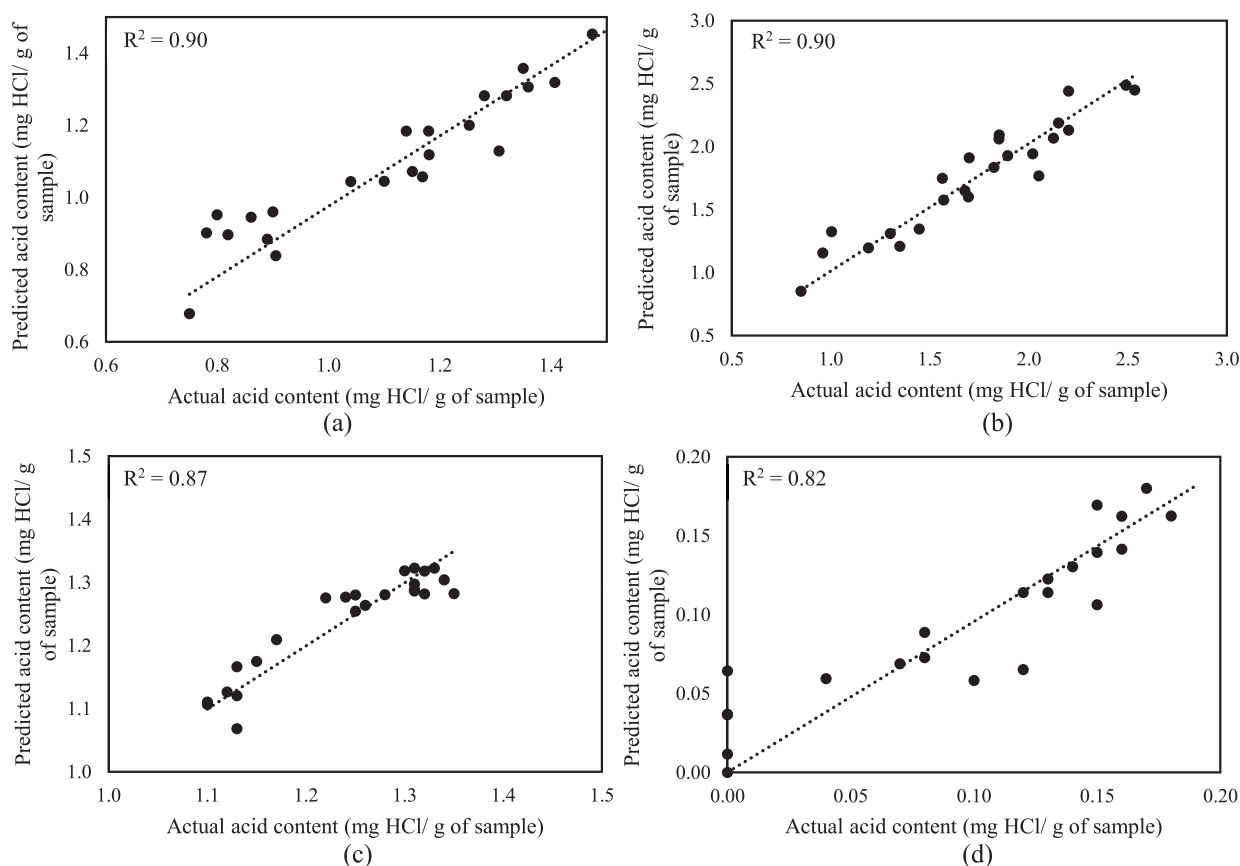 R² = 0.90
1.4
1.2
1.0
0.8
0.6
Predicted acid content (mg HCl/ g of
sample)
0.6
0.8
1.0
1.2
1.4
Actual acid content (mg HCl/ g of sample)
(a)
R² = 0.90
3.0
2.5
2.0
1.5
1.0
0.5
Predicted acid content (mg HCl/ g
of sample)
0.5
1.0
1.5
2.0
2.5
3.0
Actual acid content (mg HCl/ g of sample)
(b)
R² = 0.87
1.5
1.4
1.3
1.2
1.1
1.0
Predicted acid content (mg HCl/ g
of sample)
1.0
1.1
1.2
1.3
1.4
1.5
Actual acid content (mg HCl/ g of sample)
(c)
R² = 0.82
0.20
0.15
0.10
0.05
0.00
Predicted acid content (mg HCl/ g
of sample)
0.00
0.05
0.10
0.15
0.20
Actual acid content (mg HCl/ g of sample)
(d)